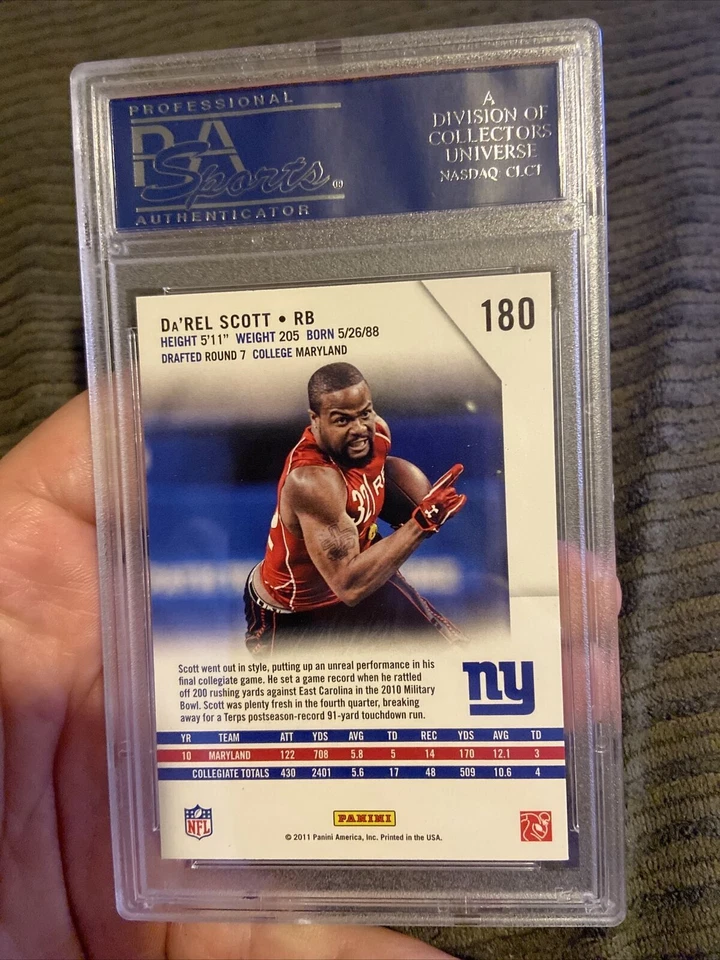 PROFESSIONAL
PSA
Sports ®
AUTHENTICATOR
A
DIVISION OF
COLLECTORS
UNIVERSE
NASDAQ: CLCT
180
DA'REL SCOTT • RB
HEIGHT 5'11" WEIGHT 205 BORN 5/26/88
DRAFTED ROUND 7 COLLEGE MARYLAND
32
Scott went out in style, putting up an unreal performance in his
final collegiate game. He set a game record when he rattled
off 200 rushing yards against East Carolina in the 2010 Military
Bowl. Scott was plenty fresh in the fourth quarter, breaking
away for a Terps postseason-record 91-yard touchdown run.
ny
YR TEAM ATT YDS AVG TD REC YDS AVG TD
10 MARYLAND 122 708 5.8 5 14 170 12.1 3
COLLEGIATE TOTALS 430 2401 5.6 17 48 509 10.6 4
NFL
PANINI
© 2011 Panini America, Inc. Printed in the USA.